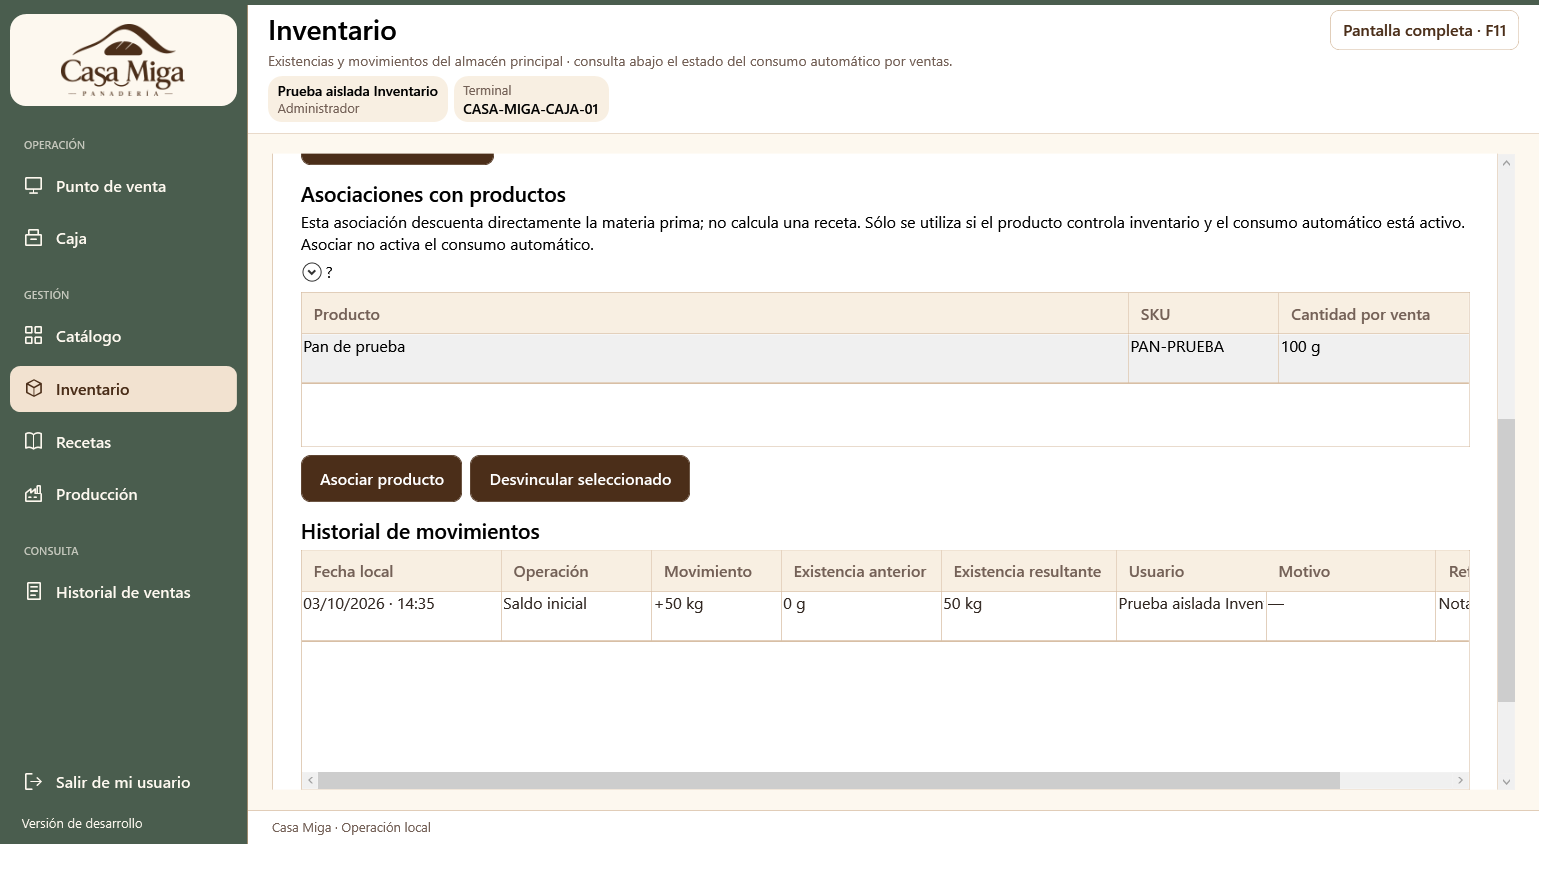 Casa Miga
PANADERÍA
OPERACIÓN
Punto de venta
Caja
GESTIÓN
Catálogo
Inventario
Recetas
Producción
CONSULTA
Historial de ventas
Salir de mi usuario
Versión de desarrollo
Inventario
Existencias y movimientos del almacén principal · consulta abajo el estado del consumo automático por ventas.
Pantalla completa · F11
Prueba aislada Inventario
Administrador
Terminal
CASA-MIGA-CAJA-01
Asociaciones con productos
Esta asociación descuenta directamente la materia prima; no calcula una receta. Sólo se utiliza si el producto controla inventario y el consumo automático está activo.
Asociar no activa el consumo automático.
?
Producto SKU Cantidad por venta
Pan de prueba PAN-PRUEBA 100 g
Asociar producto Desvincular seleccionado
Historial de movimientos
Fecha local Operación Movimiento Existencia anterior Existencia resultante Usuario Motivo Ref
03/10/2026 · 14:35 Saldo inicial +50 kg 0 g 50 kg Prueba aislada Inven — Nota
Casa Miga · Operación local